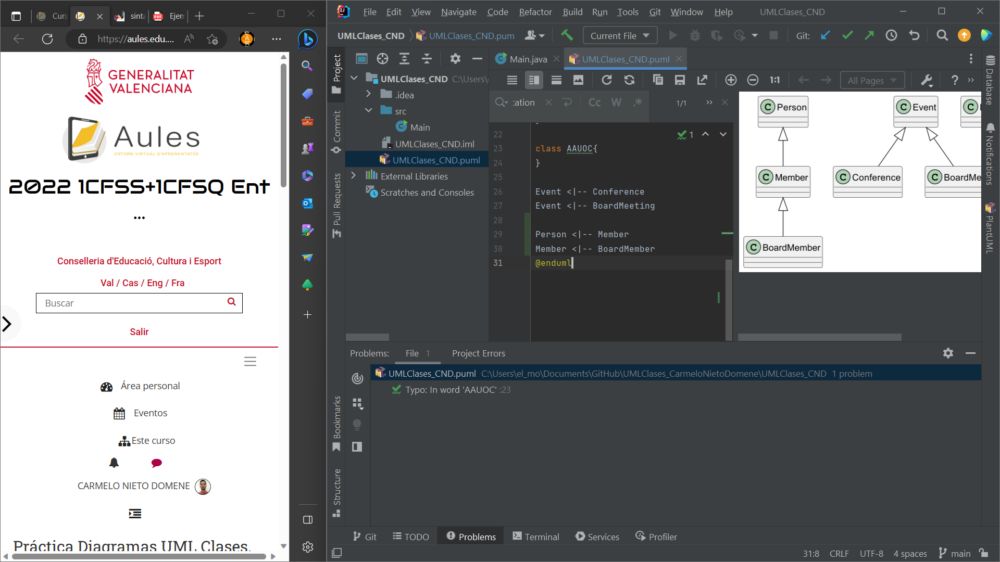 Curs
sinta
Ejem
https://aules.edu....
GENERALITAT
VALENCIANA
Aules
ENTORN VIRTUAL D'APRENENTATGE
2022 1CFSS+1CFSQ Ent
...
Conselleria d'Educació, Cultura i Esport
Val / Cas / Eng / Fra
Buscar
Salir
Área personal
Eventos
Este curso
CARMELO NIETO DOMENE
Práctica Diagramas UML Clases.
File Edit View Navigate Code Refactor Build Run Tools Git Window Help UMLClases_CND
UMLClases_CND UMLClases_CND.pum
Current File
Git:
Project
Commit
Pull Requests
Bookmarks
Structure
UMLClases_CND C:\Users\
.idea
src
Main
UMLClases_CND.iml
UMLClases_CND.puml
External Libraries
Scratches and Consoles
Main.java
UMLClases_CND.puml
1:1
All Pages
?
:ation
Cc W .*
1/1
1
22
23 class AAUOC{
24 }
25
26 Event <|-- Conference
27 Event <|-- BoardMeeting
28
29 Person <|-- Member
30 Member <|-- BoardMember
31 @enduml
C Person
C Event
C
C Member
C Conference
C BoardMe
C BoardMember
Database
Notifications
PlantUML
Problems: File 1 Project Errors
UMLClases_CND.puml C:\Users\el_mo\Documents\GitHub\UMLClases_CarmeloNietoDomene\UMLClases_CND 1 problem
Typo: In word 'AAUOC' :23
Git TODO Problems Terminal Services Profiler
31:8 CRLF UTF-8 4 spaces main